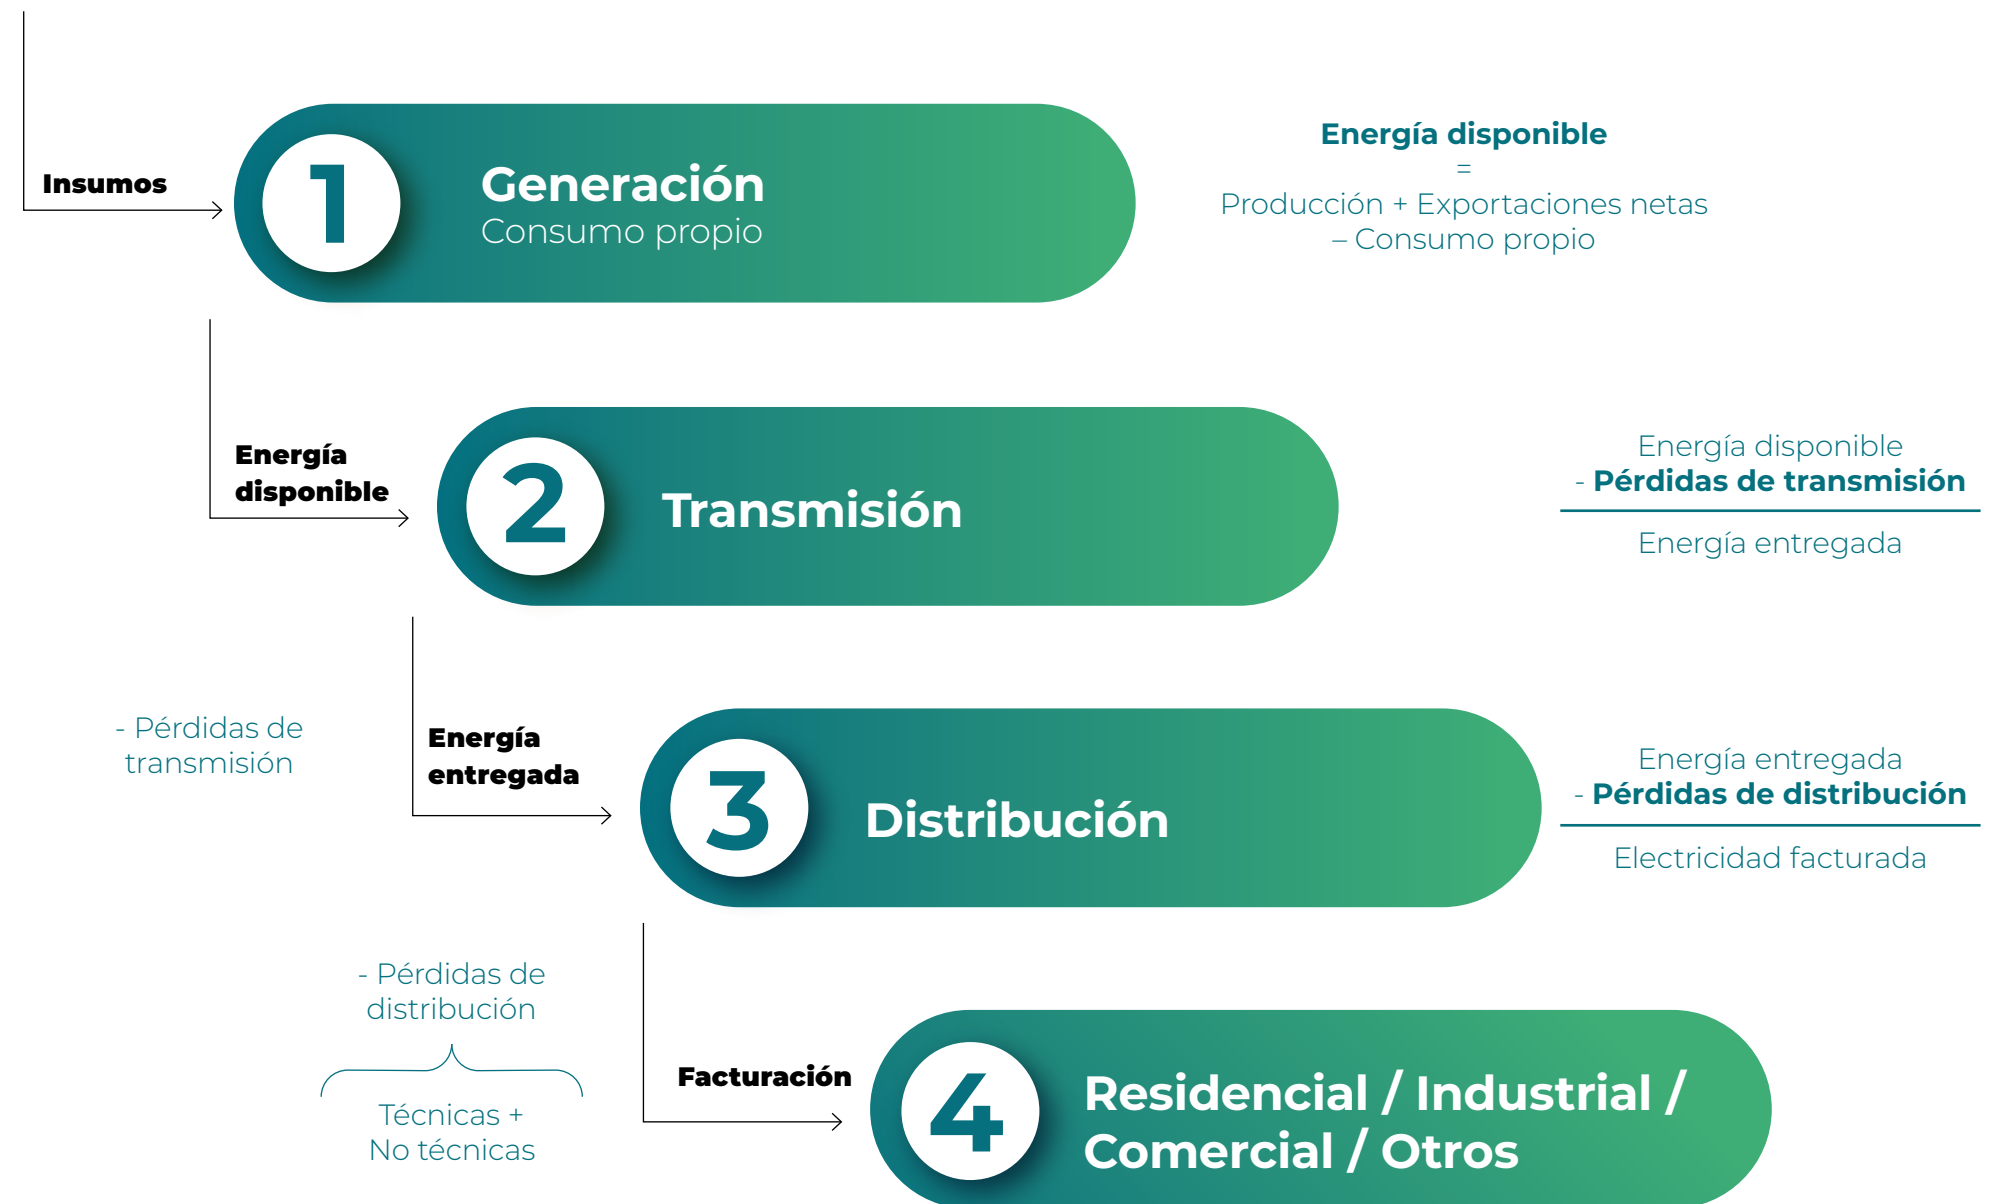 Insumos
1
Generación
Consumo propio
Energía disponible
=
Producción + Exportaciones netas
– Consumo propio
Energía
disponible
2
Transmisión
Energía disponible
- Pérdidas de transmisión
Energía entregada
- Pérdidas de
transmisión
Energía
entregada
3
Distribución
Energía entregada
- Pérdidas de distribución
Electricidad facturada
- Pérdidas de
distribución
Técnicas +
No técnicas
Facturación
4
Residencial / Industrial /
Comercial / Otros